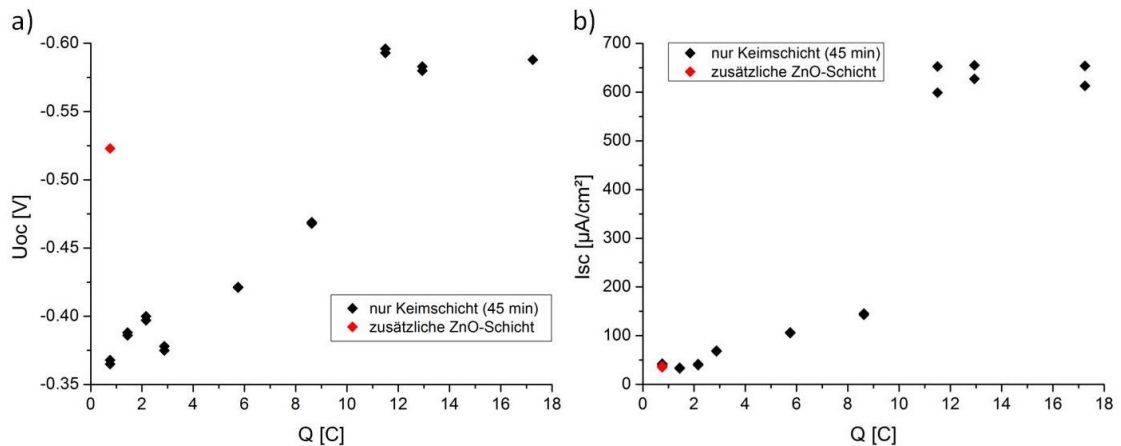 a)
-0.60
-0.55
-0.50
-0.45
-0.40
-0.35
Uoc [V]
0 2 4 6 8 10 12 14 16 18
Q [C]
nur Keimschicht (45 min)
zusätzliche ZnO-Schicht
b)
700
600
500
400
300
200
100
0
Isc [µA/cm²]
0 2 4 6 8 10 12 14 16 18
Q [C]
nur Keimschicht (45 min)
zusätzliche ZnO-Schicht